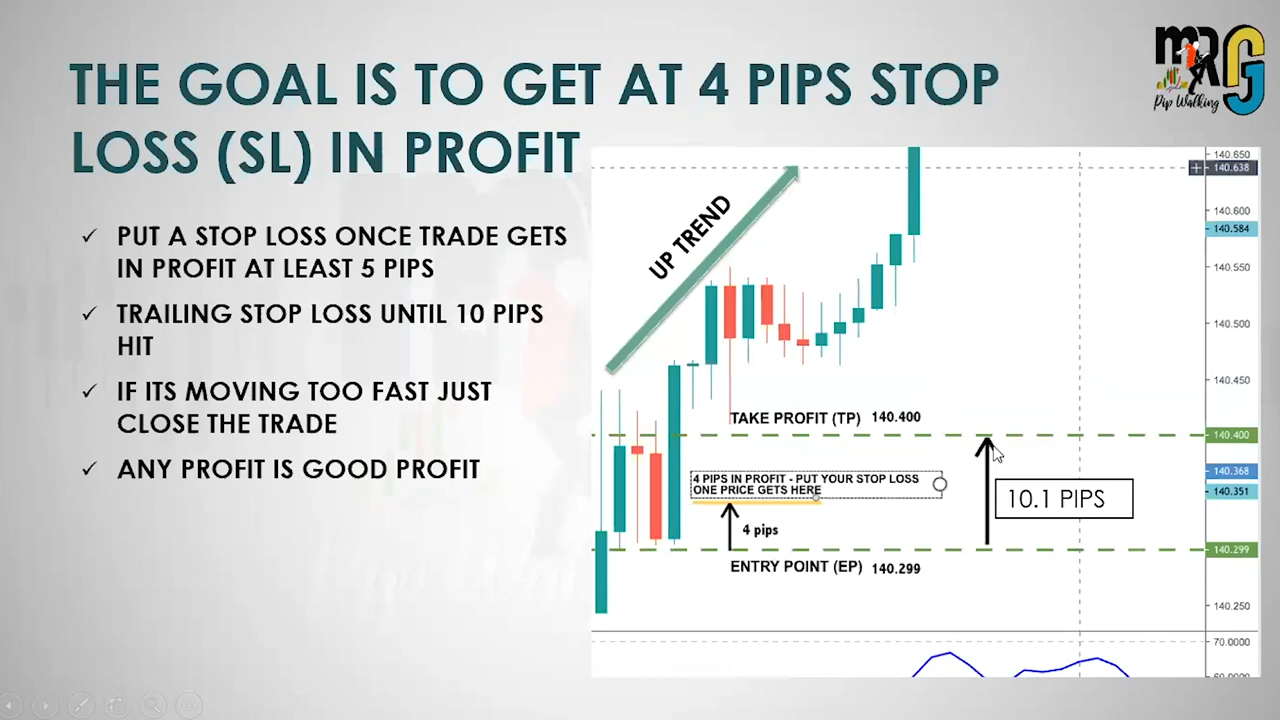 MRG
Pip Walking
THE GOAL IS TO GET AT 4 PIPS STOP
LOSS (SL) IN PROFIT
✓ PUT A STOP LOSS ONCE TRADE GETS
IN PROFIT AT LEAST 5 PIPS
✓ TRAILING STOP LOSS UNTIL 10 PIPS
HIT
✓ IF ITS MOVING TOO FAST JUST
CLOSE THE TRADE
✓ ANY PROFIT IS GOOD PROFIT
UP TREND
TAKE PROFIT (TP) 140.400
4 PIPS IN PROFIT - PUT YOUR STOP LOSS
ONE PRICE GETS HERE
4 pips
10.1 PIPS
ENTRY POINT (EP) 140.299
140.650
140.638
140.600
140.584
140.550
140.500
140.450
140.400
140.368
140.351
140.299
140.250
70.0000